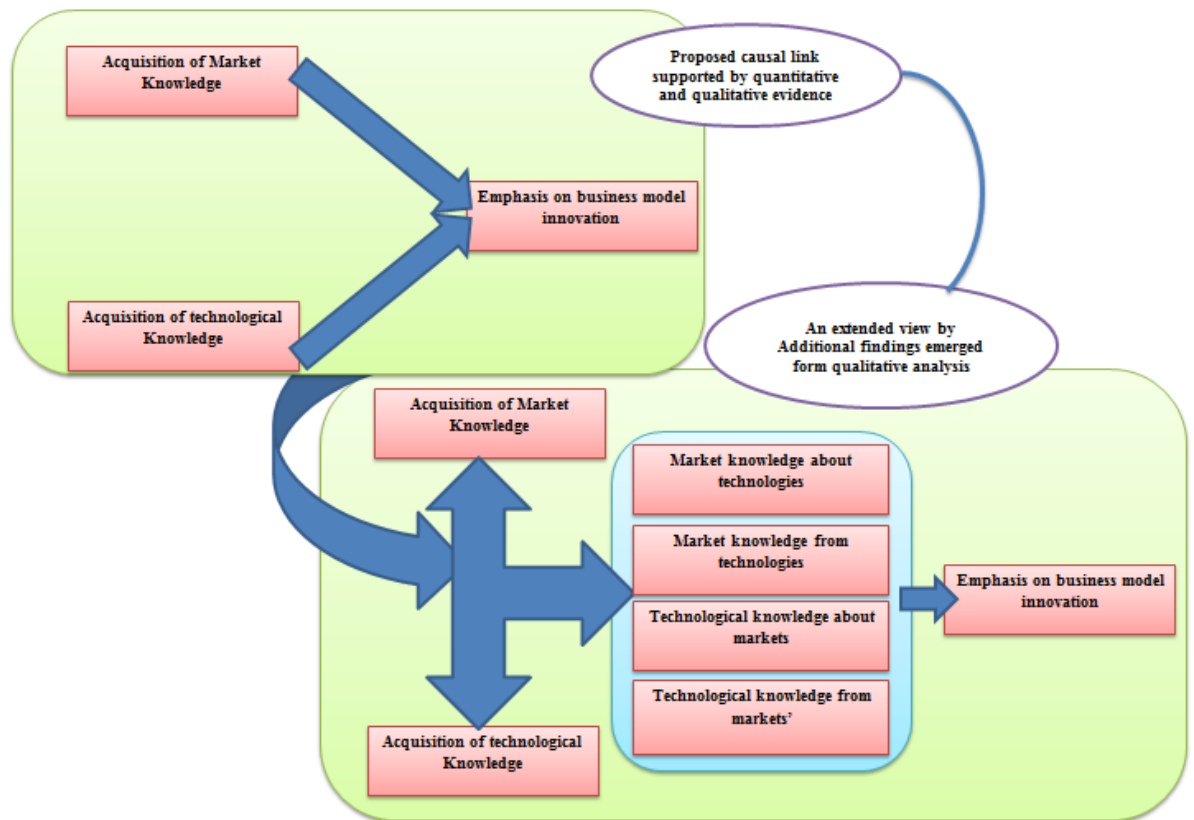 Acquisition of Market
Knowledge
Proposed causal link
supported by quantitative
and qualitative evidence
Emphasis on business model
innovation
Acquisition of technological
Knowledge
An extended view by
Additional findings emerged
form qualitative analysis
Acquisition of Market
Knowledge
Market knowledge about
technologies
Market knowledge from
technologies
Technological knowledge about
markets
Technological knowledge from
markets’
Emphasis on business model
innovation
Acquisition of technological
Knowledge